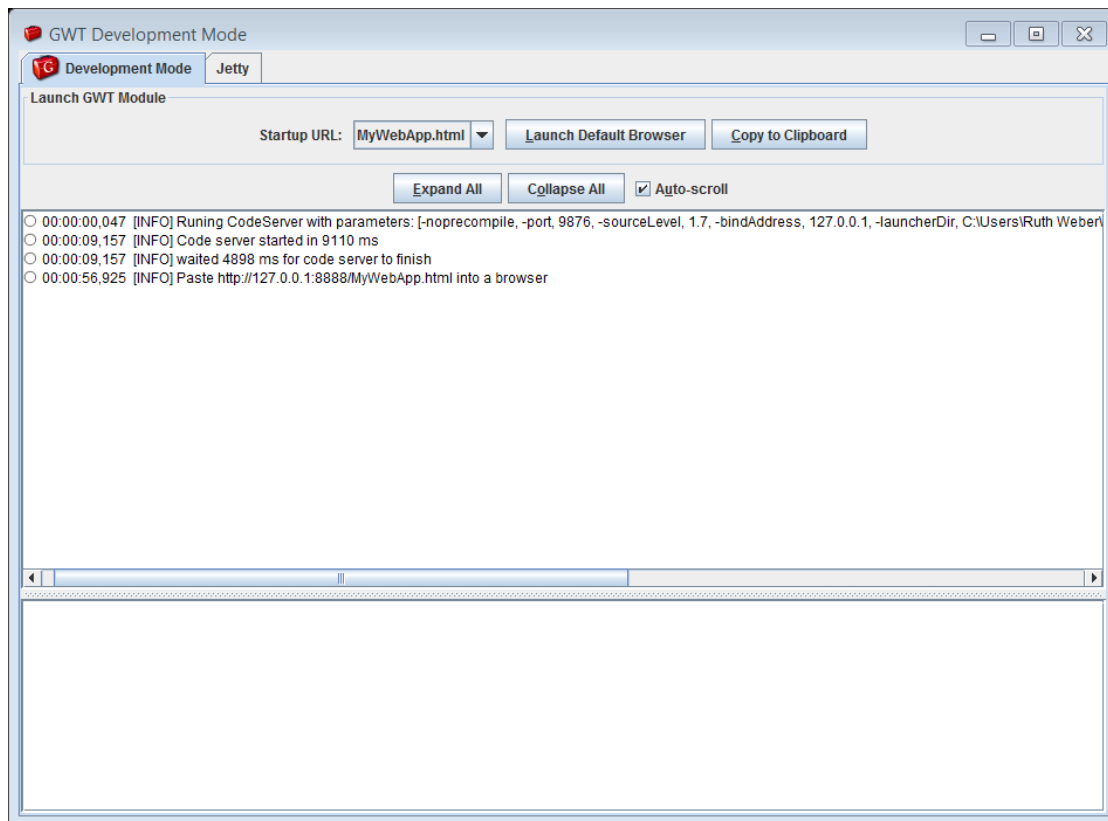 GWT Development Mode
G Development Mode Jetty
Launch GWT Module
Startup URL: MyWebApp.html Launch Default Browser Copy to Clipboard
Expand All Collapse All Auto-scroll
00:00:00,047 [INFO] Runing CodeServer with parameters: [-noprecompile, -port, 9876, -sourceLevel, 1.7, -bindAddress, 127.0.0.1, -launcherDir, C:\Users\Ruth Weber\
00:00:09,157 [INFO] Code server started in 9110 ms
00:00:09,157 [INFO] waited 4898 ms for code server to finish
00:00:56,925 [INFO] Paste http://127.0.0.1:8888/MyWebApp.html into a browser